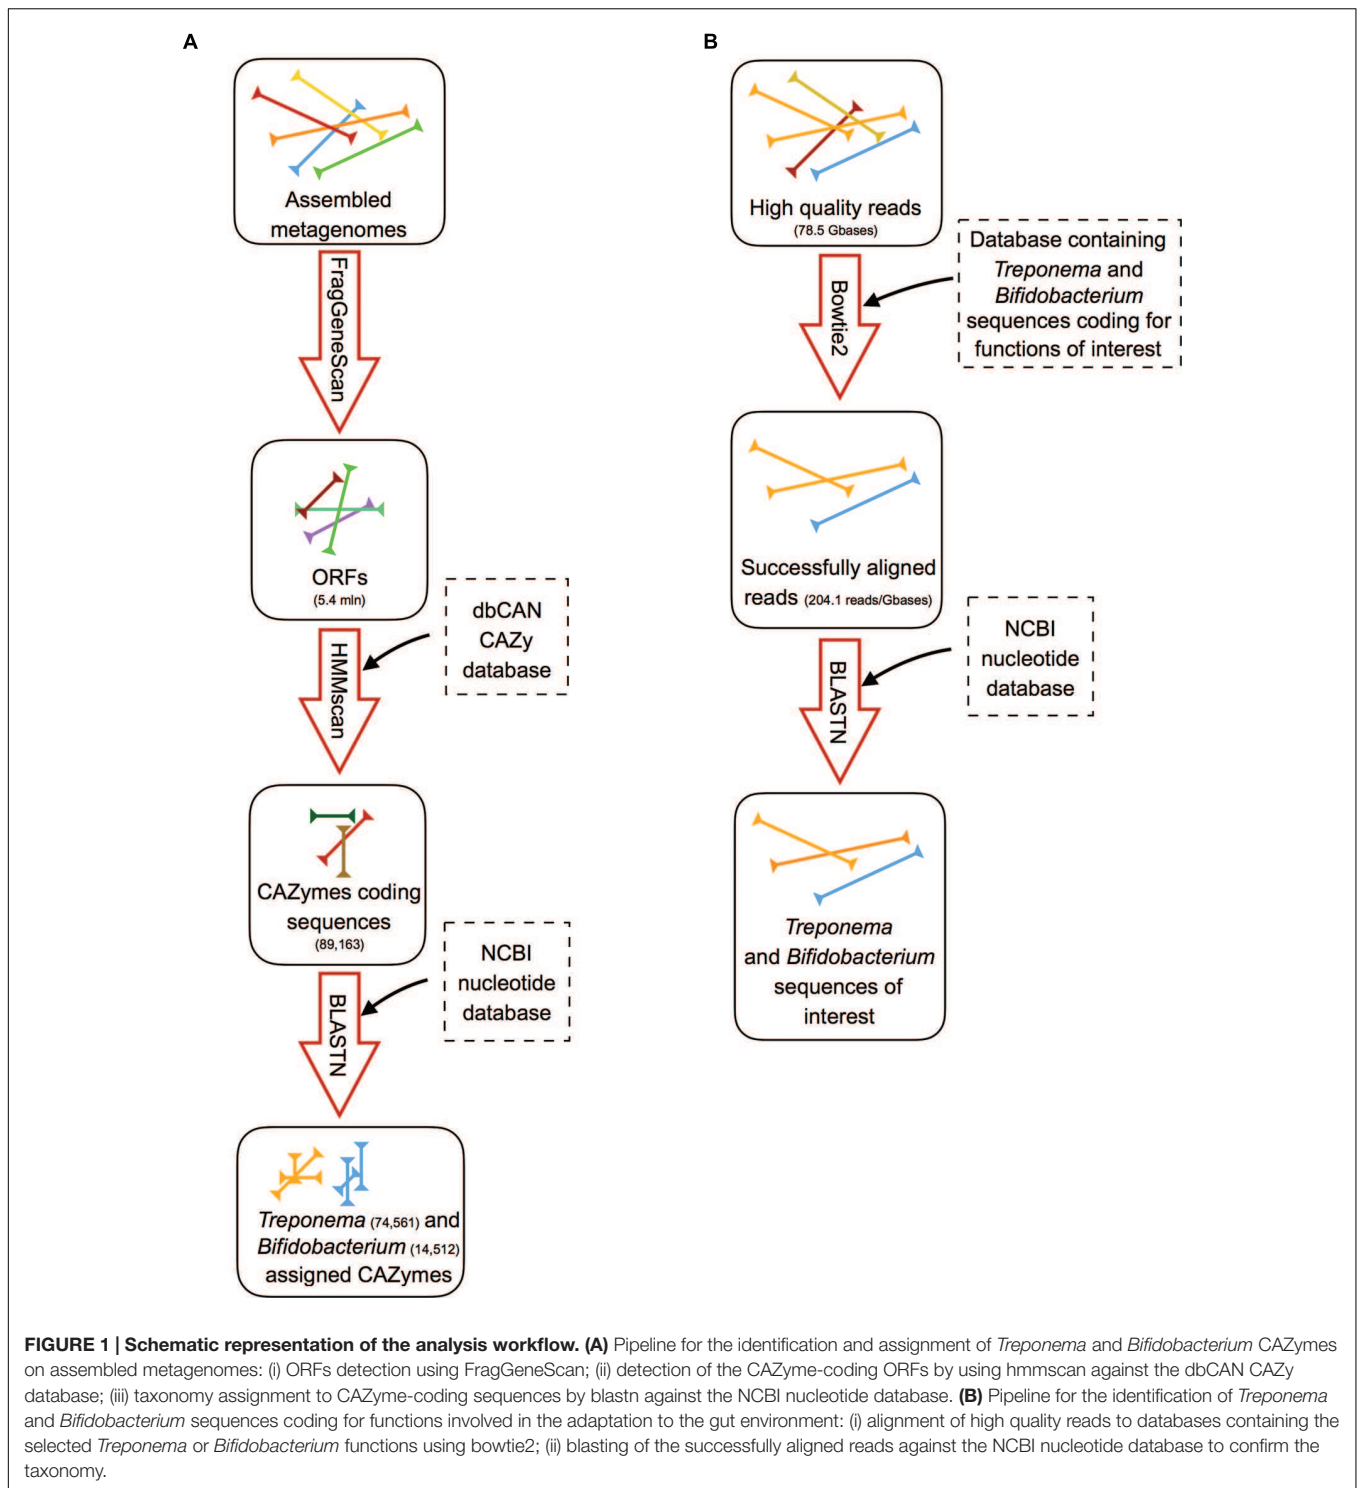 A
Assembled
metagenomes
FragGeneScan
ORFs
(5.4 mln)
dbCAN
CAZy
database
HMMscan
CAZymes coding
sequences
(89,163)
NCBI
nucleotide
database
BLASTN
Treponema (74,561) and
Bifidobacterium (14,512)
assigned CAZymes
B
High quality reads
(78.5 Gbases)
Database containing
Treponema and
Bifidobacterium
sequences coding for
functions of interest
Bowtie2
Successfully aligned
reads (204.1 reads/Gbases)
NCBI
nucleotide
database
BLASTN
Treponema
and Bifidobacterium
sequences of
interest
FIGURE 1 | Schematic representation of the analysis workflow. (A) Pipeline for the identification and assignment of Treponema and Bifidobacterium CAZymes
on assembled metagenomes: (i) ORFs detection using FragGeneScan; (ii) detection of the CAZyme-coding ORFs by using hmmscan against the dbCAN CAZy
database; (iii) taxonomy assignment to CAZyme-coding sequences by blastn against the NCBI nucleotide database. (B) Pipeline for the identification of Treponema
and Bifidobacterium sequences coding for functions involved in the adaptation to the gut environment: (i) alignment of high quality reads to databases containing the
selected Treponema or Bifidobacterium functions using bowtie2; (ii) blasting of the successfully aligned reads against the NCBI nucleotide database to confirm the
taxonomy.